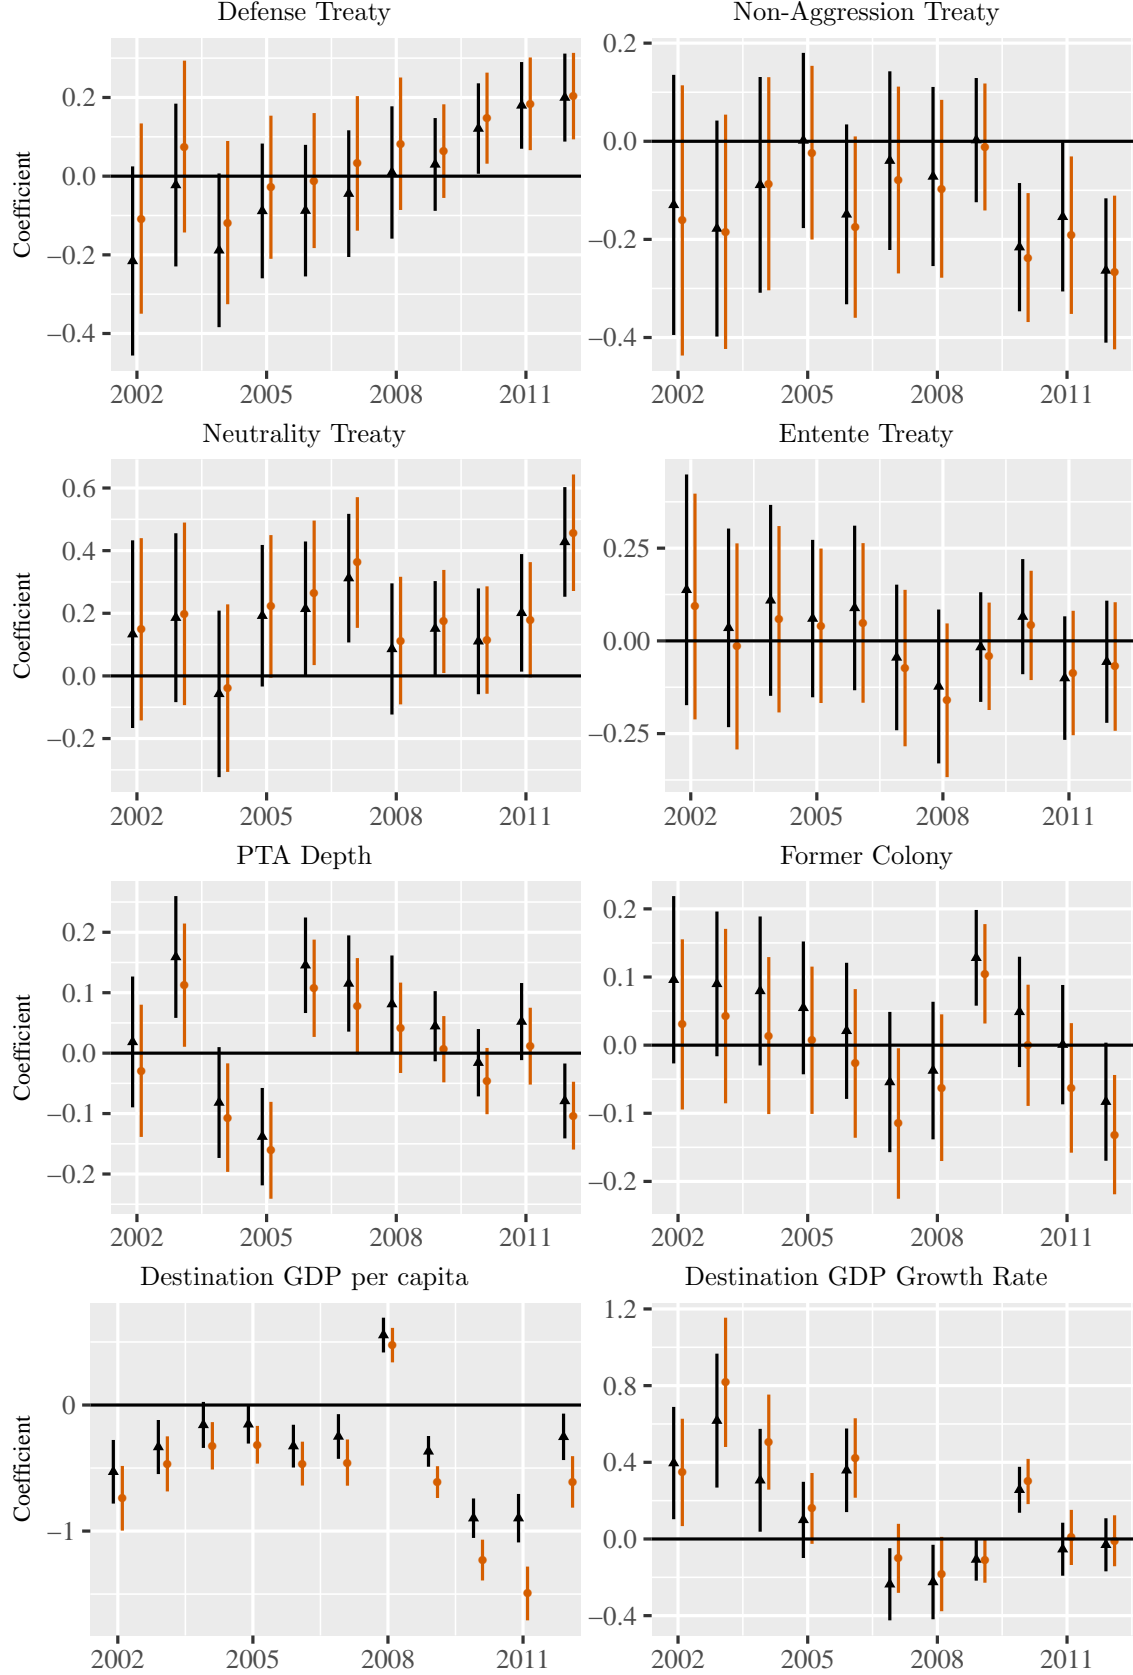 Defense Treaty
Non-Aggression Treaty
Coefficient
0.2
0.0
−0.2
−0.4
2002 2005 2008 2011
0.2
0.0
−0.2
−0.4
2002 2005 2008 2011
Neutrality Treaty
Entente Treaty
Coefficient
0.6
0.4
0.2
0.0
−0.2
2002 2005 2008 2011
0.25
0.00
−0.25
2002 2005 2008 2011
PTA Depth
Former Colony
Coefficient
0.2
0.1
0.0
−0.1
−0.2
2002 2005 2008 2011
0.2
0.1
0.0
−0.1
−0.2
2002 2005 2008 2011
Destination GDP per capita
Destination GDP Growth Rate
Coefficient
0
−1
2002 2005 2008 2011
1.2
0.8
0.4
0.0
−0.4
2002 2005 2008 2011